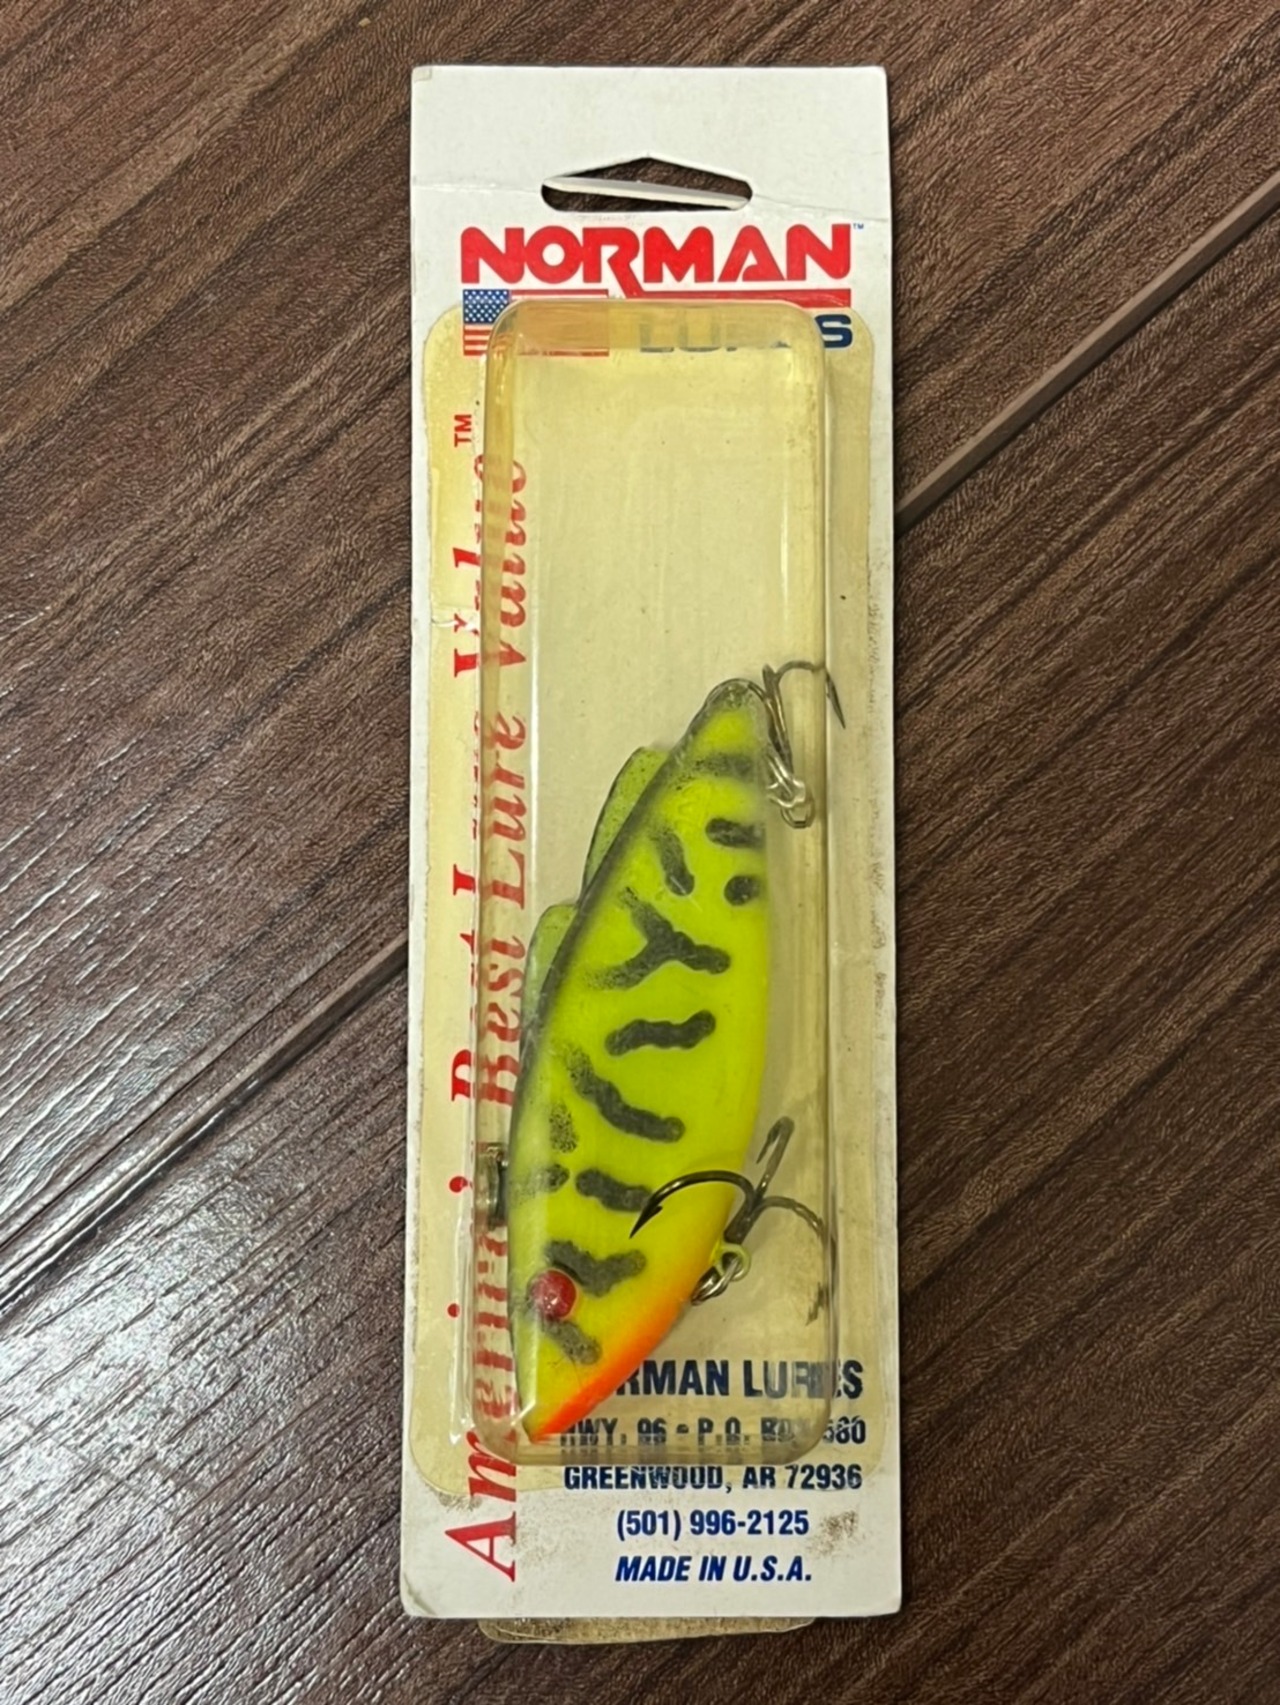 NORMAN™
LURES
America's Best Lure Value™
NORMAN LURES
HWY. 96 - P.O. BOX 580
GREENWOOD, AR 72936
(501) 996-2125
MADE IN U.S.A.